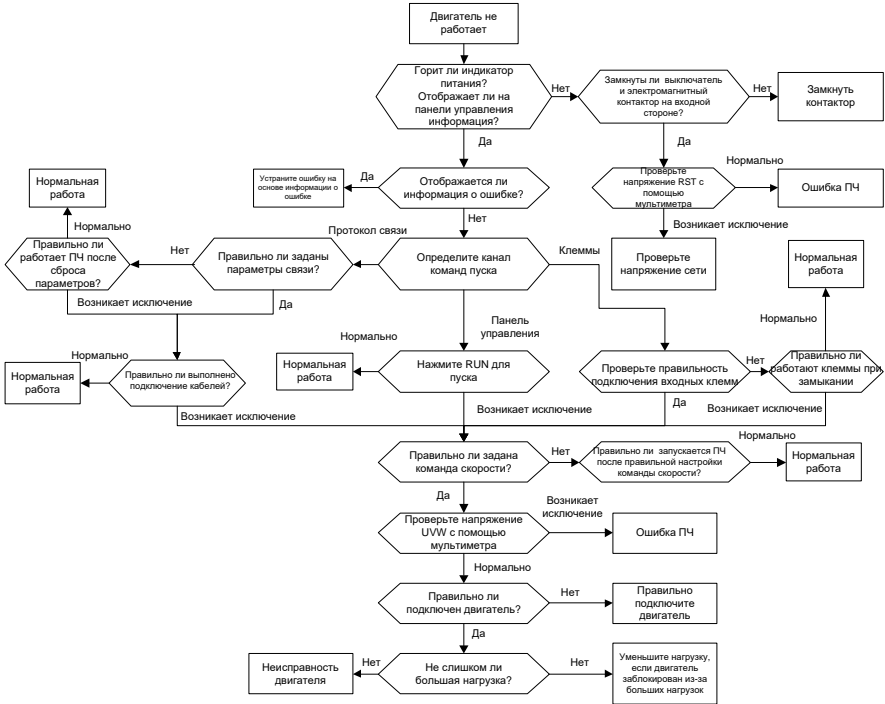 Двигатель не
работает
Горит ли индикатор
питания?
Отображает ли на
панели управления
информация?
Нет
Замкнуты ли выключатель
и электромагнитный
контактор на входной
стороне?
Нет
Замкнуть
контактор
Да
Да
Устраните ошибку на
основе информации о
ошибке
Да
Отображается ли
информация о ошибке?
Проверьте
напряжение RST с
помощью
мультиметра
Нормально
Ошибка ПЧ
Нормальная
работа
Нормально
Нет
Возникает исключение
Протокол связи
Клеммы
Правильно ли
работает ПЧ после
сброса
параметров?
Нет
Правильно ли заданы
параметры связи?
Определите канал
команд пуска
Проверьте
напряжение сети
Нормальная
работа
Возникает исключение
Да
Панель
управления
Нормально
Нормально
Нормально
Нормальная
работа
Правильно ли выполнено
подключение кабелей?
Нормальная
работа
Нажмите RUN для
пуска
Проверьте правильность
подключения входных клемм
Нет
Правильно ли
работают клеммы при
замыкании
Возникает исключение
Возникает исключение
Да
Возникает исключение
Правильно ли задана
команда скорости?
Нет
Правильно ли запускается ПЧ
после правильной настройки
команды скорости?
Нормально
Нормальная
работа
Да
Возникает
исключение
Проверьте напряжение
UVW с помощью
мультиметра
Ошибка ПЧ
Нормально
Правильно ли
подключен двигатель?
Нет
Правильно
подключите
двигатель
Да
Неисправность
двигателя
Нет
Не слишком ли
большая нагрузка?
Нет
Уменьшите нагрузку,
если двигатель
заблокирован из-за
больших нагрузок